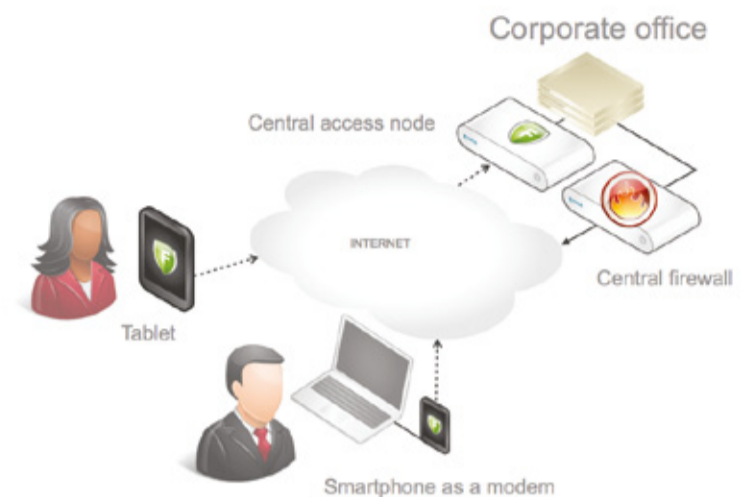 Corporate office
Central access node
INTERNET
Central firewall
Tablet
Smartphone as a modem